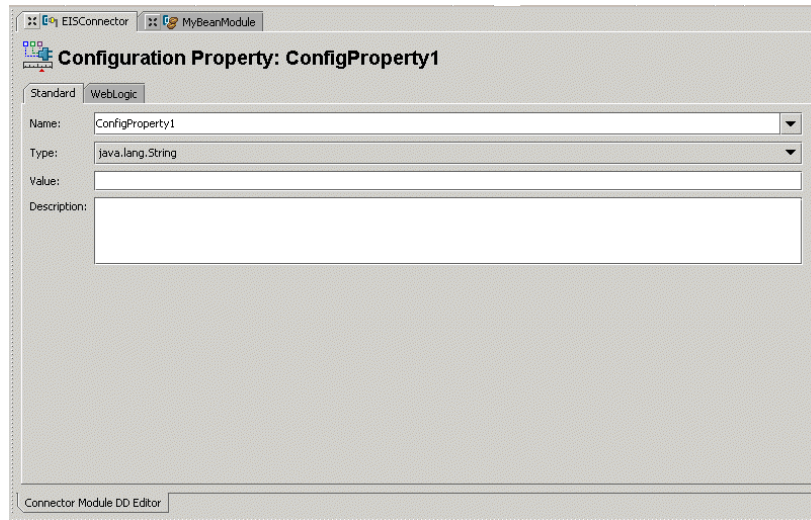 EISConnector MyBeanModule
Configuration Property: ConfigProperty1
Standard WebLogic
Name: ConfigProperty1
Type: java.lang.String
Value:
Description:
Connector Module DD Editor